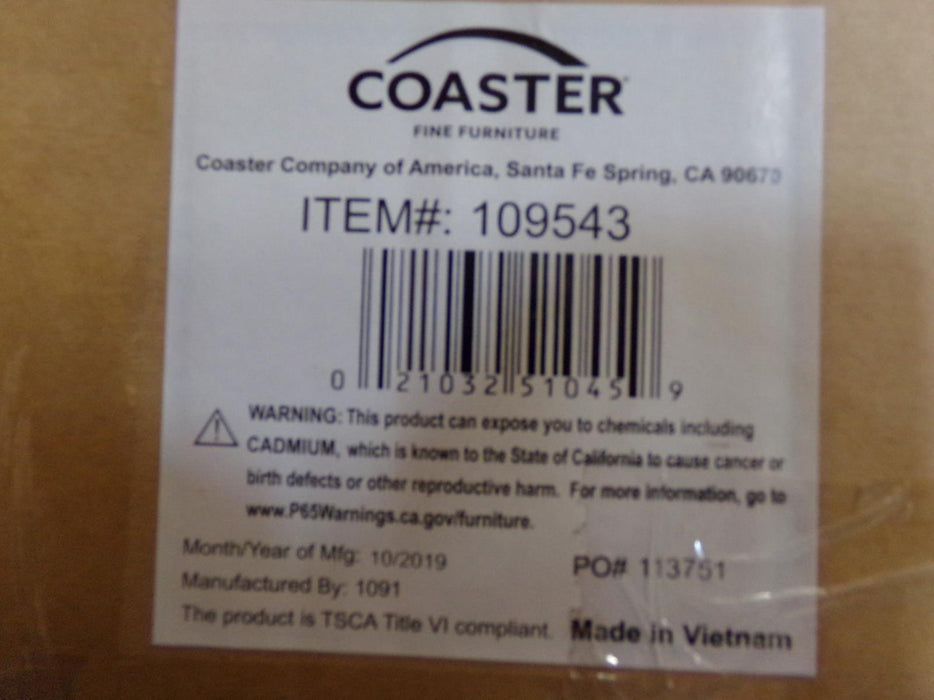 COASTER
FINE FURNITURE
Coaster Company of America, Santa Fe Spring, CA 90670
ITEM#: 109543
0 21032 51045 9
WARNING: This product can expose you to chemicals including
CADMIUM, which is known to the State of California to cause cancer or
birth defects or other reproductive harm. For more information, go to
www.P65Warnings.ca.gov/furniture.
Month/Year of Mfg: 10/2019
PO# 113751
Manufactured By: 1091
The product is TSCA Title VI compliant.
Made in Vietnam